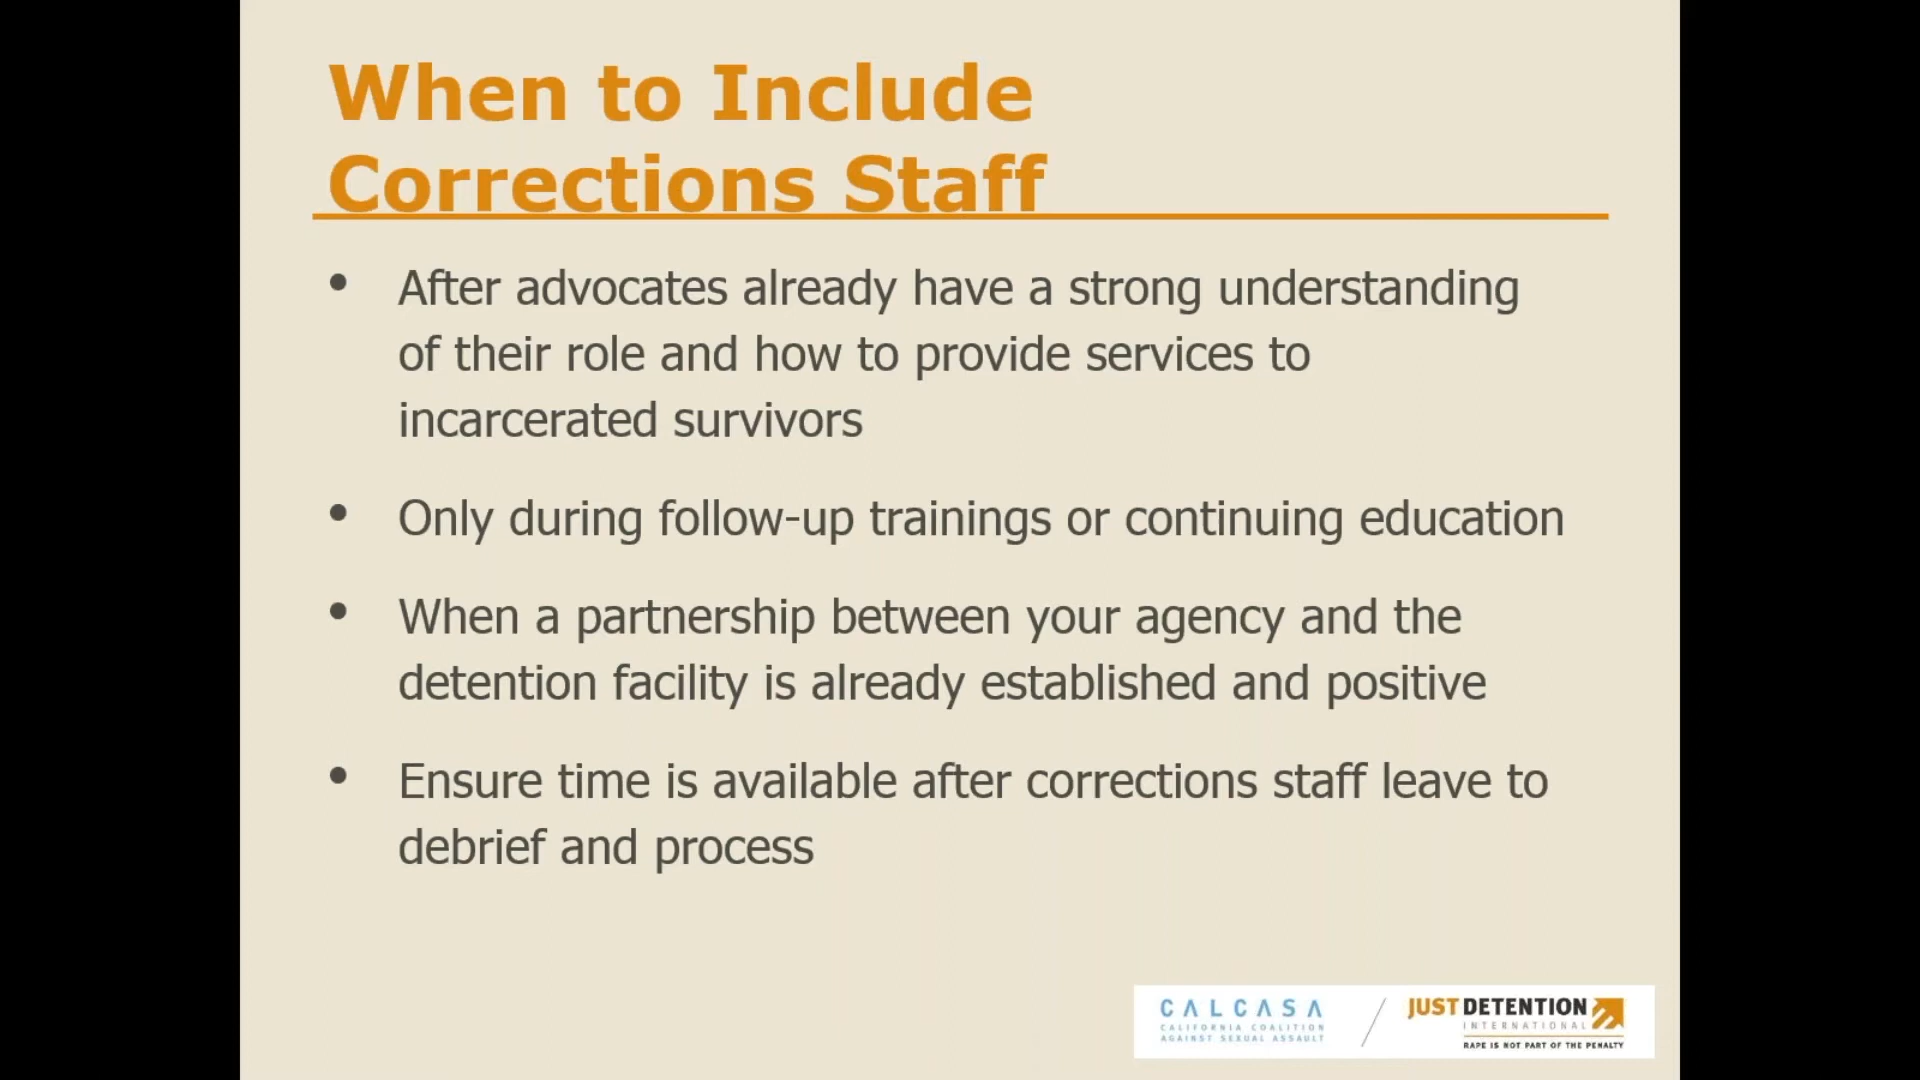 When to Include
Corrections Staff
• After advocates already have a strong understanding
of their role and how to provide services to
incarcerated survivors
• Only during follow-up trainings or continuing education
• When a partnership between your agency and the
detention facility is already established and positive
• Ensure time is available after corrections staff leave to
debrief and process
CALCASA
CALIFORNIA COALITION
AGAINST SEXUAL ASSAULT
JUST DETENTION
INTERNATIONAL
RAPE IS NOT PART OF THE PENALTY